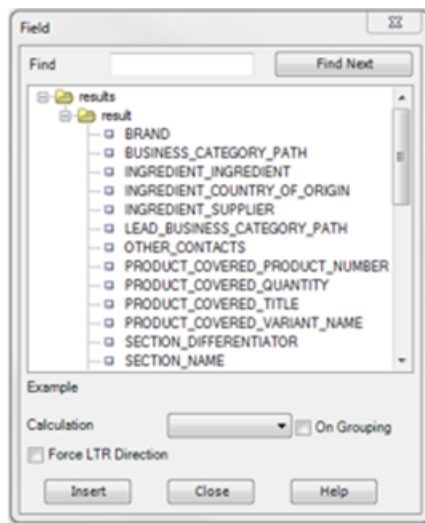 Field
Find
Find Next
results
result
BRAND
BUSINESS_CATEGORY_PATH
INGREDIENT_INGREDIENT
INGREDIENT_COUNTRY_OF_ORIGIN
INGREDIENT_SUPPLIER
LEAD_BUSINESS_CATEGORY_PATH
OTHER_CONTACTS
PRODUCT_COVERED_PRODUCT_NUMBER
PRODUCT_COVERED_QUANTITY
PRODUCT_COVERED_TITLE
PRODUCT_COVERED_VARIANT_NAME
SECTION_DIFFERENTIATOR
SECTION_NAME
Example
Calculation On Grouping
Force LTR Direction
Insert Close Help